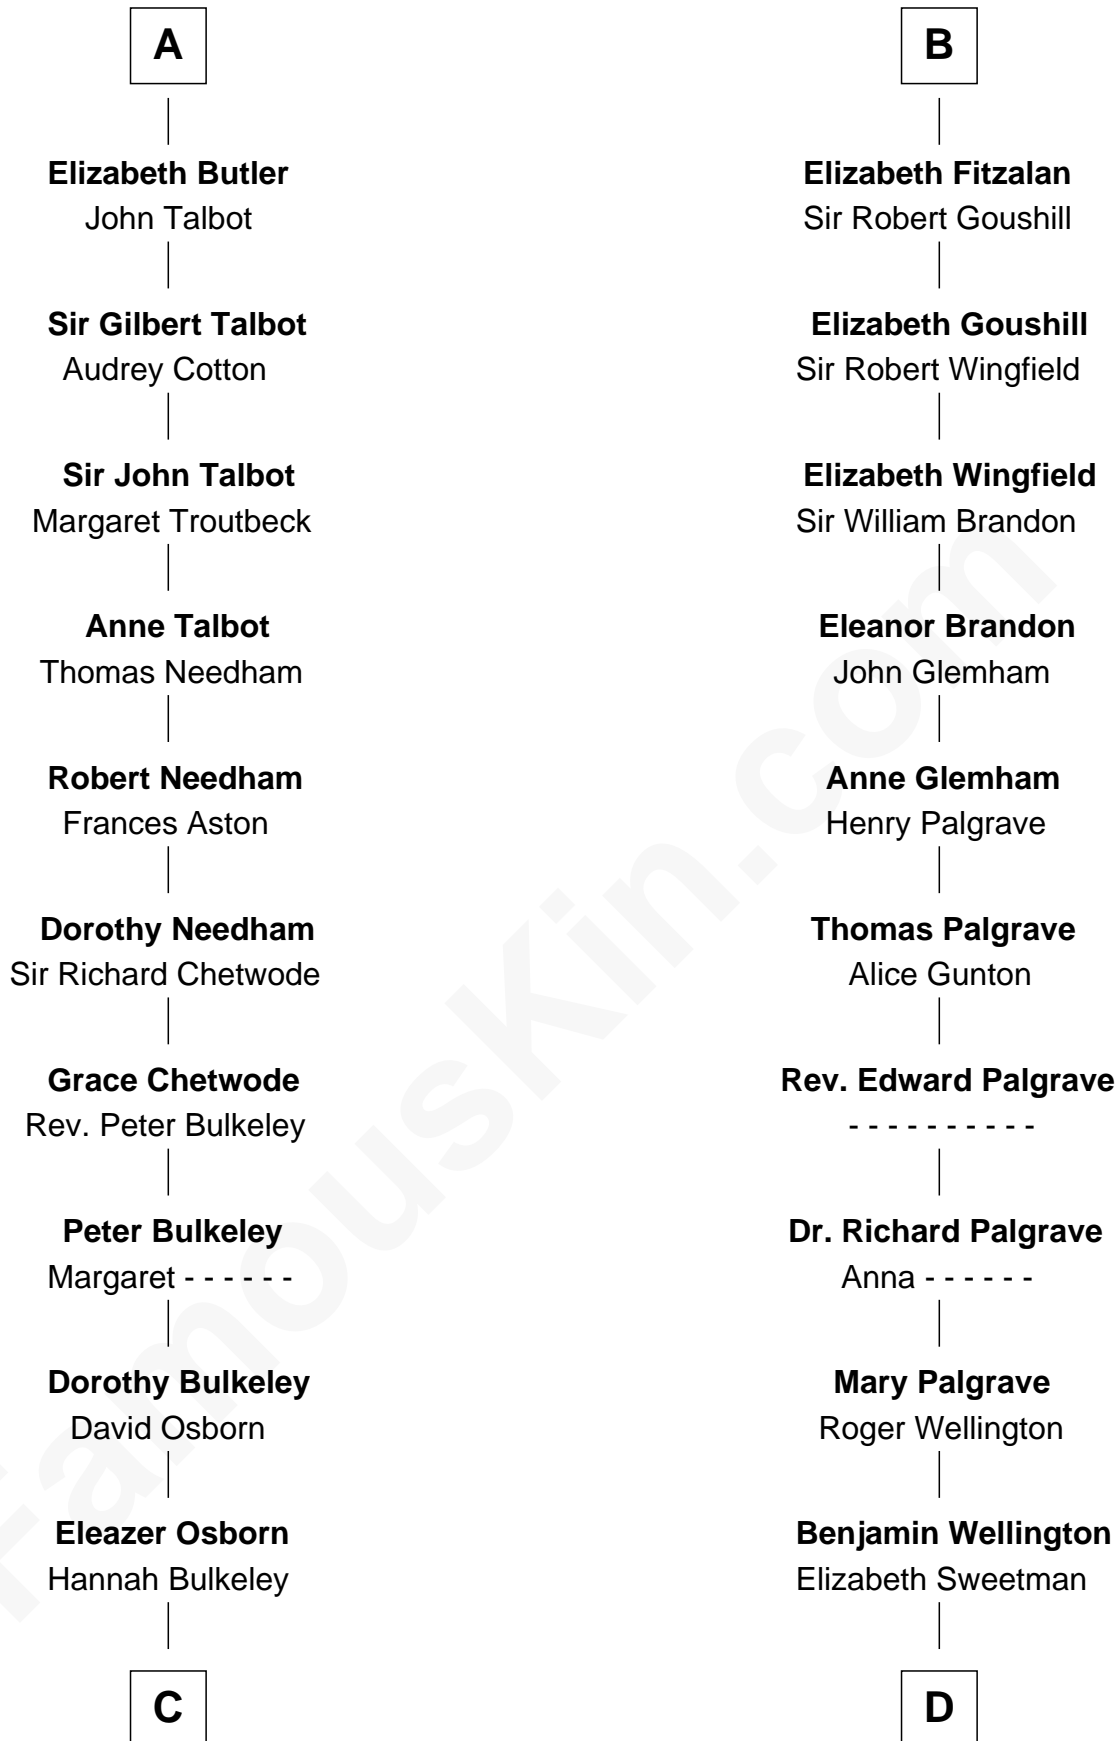 A
Elizabeth Butler
John Talbot
Sir Gilbert Talbot
Audrey Cotton
Sir John Talbot
Margaret Troutbeck
Anne Talbot
Thomas Needham
Robert Needham
Frances Aston
Dorothy Needham
Sir Richard Chetwode
Grace Chetwode
Rev. Peter Bulkeley
Peter Bulkeley
Margaret - - - - - -
Dorothy Bulkeley
David Osborn
Eleazer Osborn
Hannah Bulkeley
C
B
Elizabeth Fitzalan
Sir Robert Goushill
Elizabeth Goushill
Sir Robert Wingfield
Elizabeth Wingfield
Sir William Brandon
Eleanor Brandon
John Glemham
Anne Glemham
Henry Palgrave
Thomas Palgrave
Alice Gunton
Rev. Edward Palgrave
- - - - - - - - - -
Dr. Richard Palgrave
Anna - - - - - -
Mary Palgrave
Roger Wellington
Benjamin Wellington
Elizabeth Sweetman
D
FamousKin.com